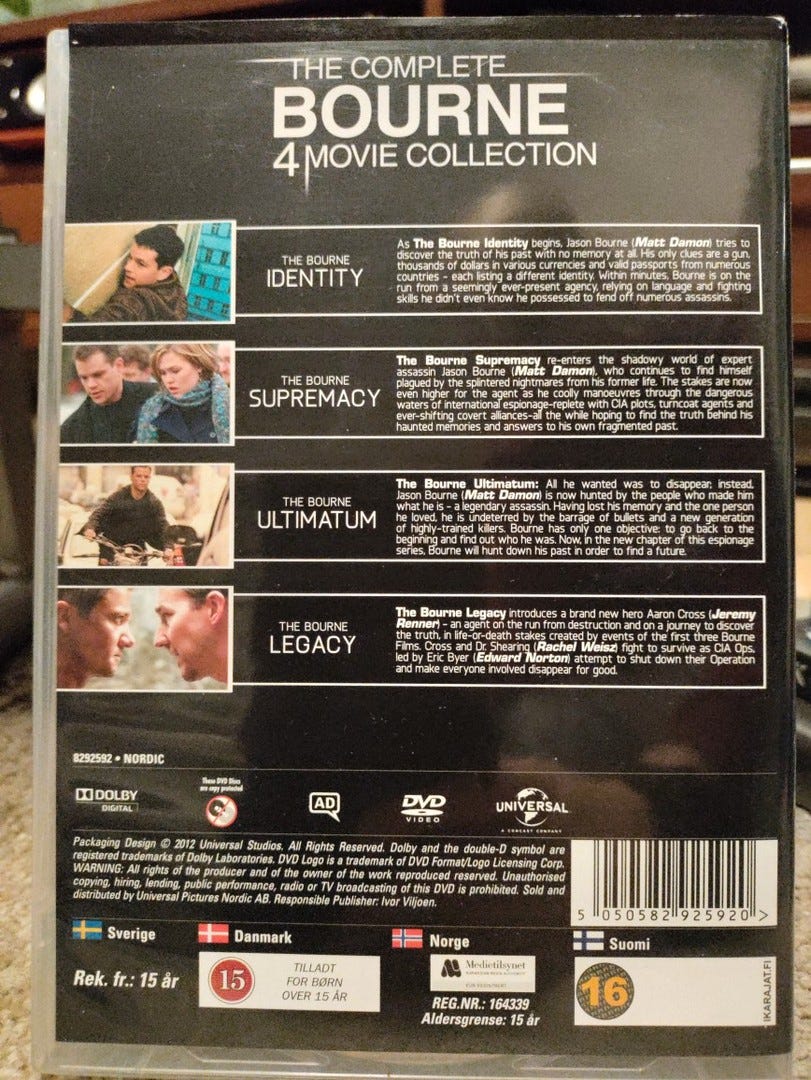 THE COMPLETE
BOURNE
4 MOVIE COLLECTION
THE BOURNE
IDENTITY
As The Bourne Identity begins, Jason Bourne (Matt Damon) tries to
discover the truth of his past with no memory at all. His only clues are a gun,
thousands of dollars in various currencies and valid passports from numerous
countries - each listing a different identity. Within minutes, Bourne is on the
run from a seemingly ever-present agency, relying on language and fighting
skills he didn't even know he possessed to fend off numerous assassins.
THE BOURNE
SUPREMACY
The Bourne Supremacy re-enters the shadowy world of expert
assassin Jason Bourne (Matt Damon), who continues to find himself
plagued by the splintered nightmares from his former life. The stakes are now
even higher for the agent as he coolly manoeuvres through the dangerous
waters of international espionage-replete with CIA plots, turncoat agents and
ever-shifting covert alliances-all the while hoping to find the truth behind his
haunted memories and answers to his own fragmented past.
THE BOURNE
ULTIMATUM
The Bourne Ultimatum: All he wanted was to disappear; instead,
Jason Bourne (Matt Damon) is now hunted by the people who made him
what he is - a legendary assassin. Having lost his memory and the one person
he loved, he is undeterred by the barrage of bullets and a new generation
of highly-trained killers. Bourne has only one objective: to go back to the
beginning and find out who he was. Now, in the new chapter of this espionage
series, Bourne will hunt down his past in order to find a future.
THE BOURNE
LEGACY
The Bourne Legacy introduces a brand new hero Aaron Cross (Jeremy
Renner) - an agent on the run from destruction and on a journey to discover
the truth, in life-or-death stakes created by events of the first three Bourne
Films. Cross and Dr. Shearing (Rachel Weisz) fight to survive as CIA Ops,
led by Eric Byer (Edward Norton) attempt to shut down their Operation
and make everyone involved disappear for good.
8292592 • NORDIC
DOLBY
DIGITAL
These DVD Discs
are copy protected
AD
DVD
VIDEO
UNIVERSAL
A COMCAST COMPANY
Packaging Design © 2012 Universal Studios. All Rights Reserved. Dolby and the double-D symbol are
registered trademarks of Dolby Laboratories. DVD Logo is a trademark of DVD Format/Logo Licensing Corp.
WARNING: All rights of the producer and of the owner of the work reproduced reserved. Unauthorised
copying, hiring, lending, public performance, radio or TV broadcasting of this DVD is prohibited. Sold and
distributed by Universal Pictures Nordic AB. Responsible Publisher: Ivor Viljoen.
5 050582 925920 >
Sverige
Danmark
Norge
Suomi
Rek. fr.: 15 år
15
TILLADT
FOR BØRN
OVER 15 ÅR
Medietilsynet
REG.NR.: 164339
Aldersgrense: 15 år
16
IKARAJAT.FI